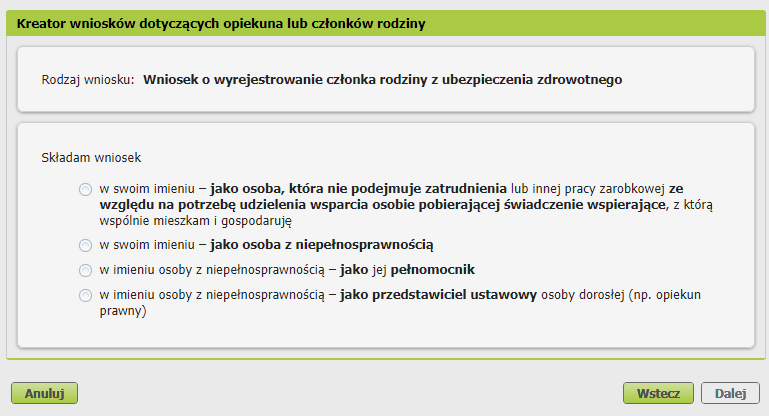 Kreator wniosków dotyczących opiekuna lub członków rodziny
Rodzaj wniosku: Wniosek o wyrejestrowanie członka rodziny z ubezpieczenia zdrowotnego
Składam wniosek
w swoim imieniu – jako osoba, która nie podejmuje zatrudnienia lub innej pracy zarobkowej ze
względu na potrzebę udzielenia wsparcia osobie pobierającej świadczenie wspierające, z którą
wspólnie mieszkam i gospodaruję
w swoim imieniu – jako osoba z niepełnosprawnością
w imieniu osoby z niepełnosprawnością – jako jej pełnomocnik
w imieniu osoby z niepełnosprawnością – jako przedstawiciel ustawowy osoby dorosłej (np. opiekun
prawny)
Anuluj Wstecz Dalej